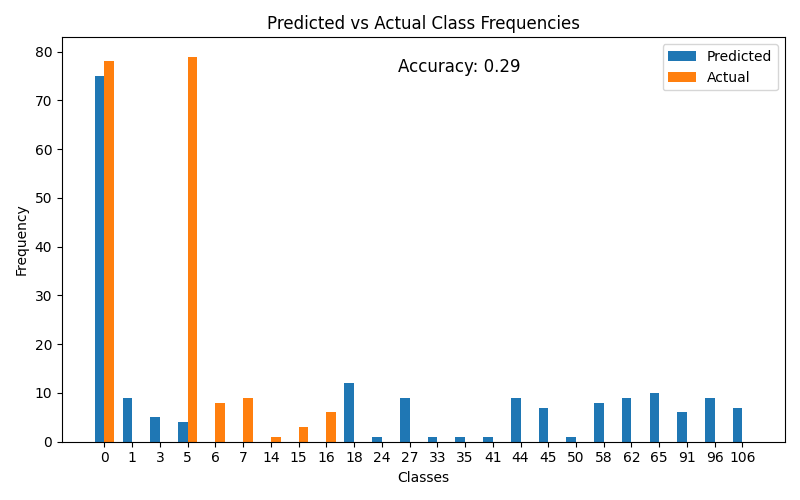 Predicted vs Actual Class Frequencies
Accuracy: 0.29
Predicted
Actual
80
70
60
50
40
30
20
10
0
Frequency
0 1 3 5 6 7 14 15 16 18 24 27 33 35 41 44 45 50 58 62 65 91 96 106
Classes